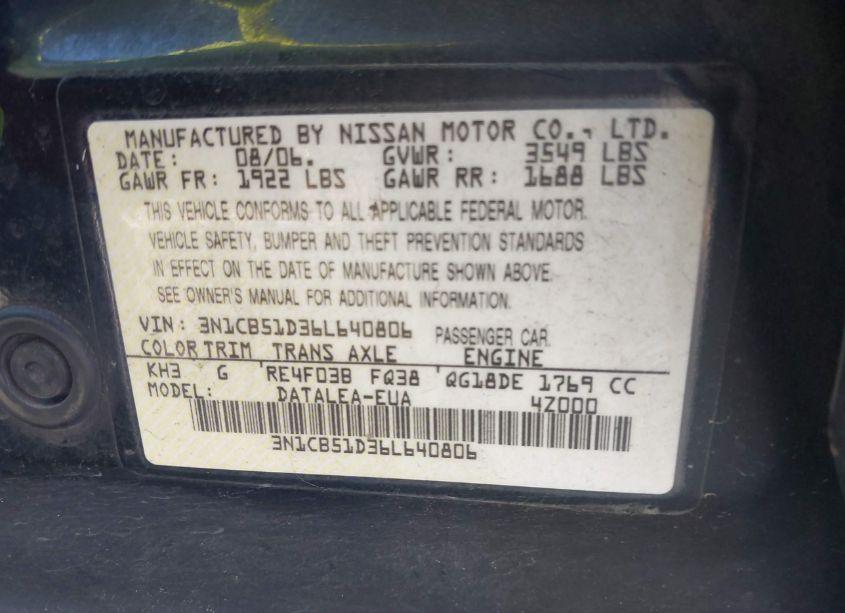 MANUFACTURED BY NISSAN MOTOR CO., LTD.
DATE: 08/06. GVWR: 3549 LBS
GAWR FR: 1922 LBS GAWR RR: 1688 LBS
THIS VEHICLE CONFORMS TO ALL APPLICABLE FEDERAL MOTOR
VEHICLE SAFETY, BUMPER AND THEFT PREVENTION STANDARDS
IN EFFECT ON THE DATE OF MANUFACTURE SHOWN ABOVE.
SEE OWNER'S MANUAL FOR ADDITIONAL INFORMATION.
VIN: 3N1CB51D36L640806 PASSENGER CAR
COLOR TRIM TRANS AXLE ENGINE
KH3 G RE4F03B FQ38 QG18DE 1769 CC
MODEL: DATALEA-EUA 4Z000
3N1CB51D36L640806